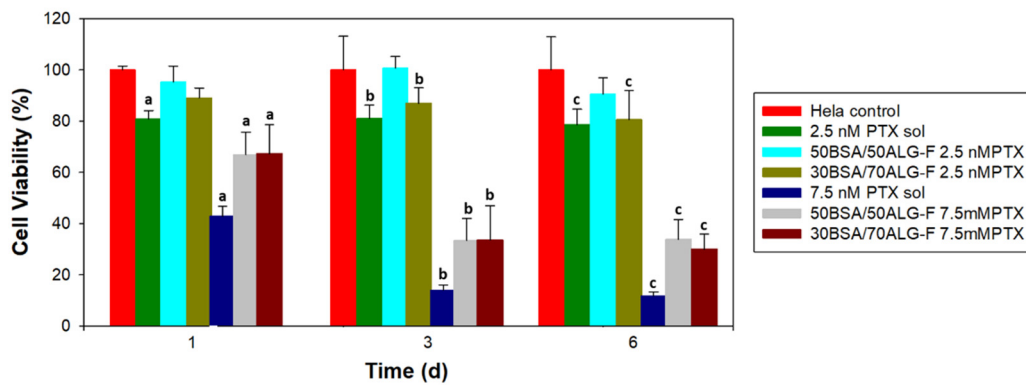 Cell Viability (%)
120
100
80
60
40
20
0
a
a
a
a
b
b
b
b
b
c
c
c
c
c
1
3
6
Time (d)
Hela control
2.5 nM PTX sol
50BSA/50ALG-F 2.5 nMPTX
30BSA/70ALG-F 2.5 nMPTX
7.5 nM PTX sol
50BSA/50ALG-F 7.5mMPTX
30BSA/70ALG-F 7.5mMPTX